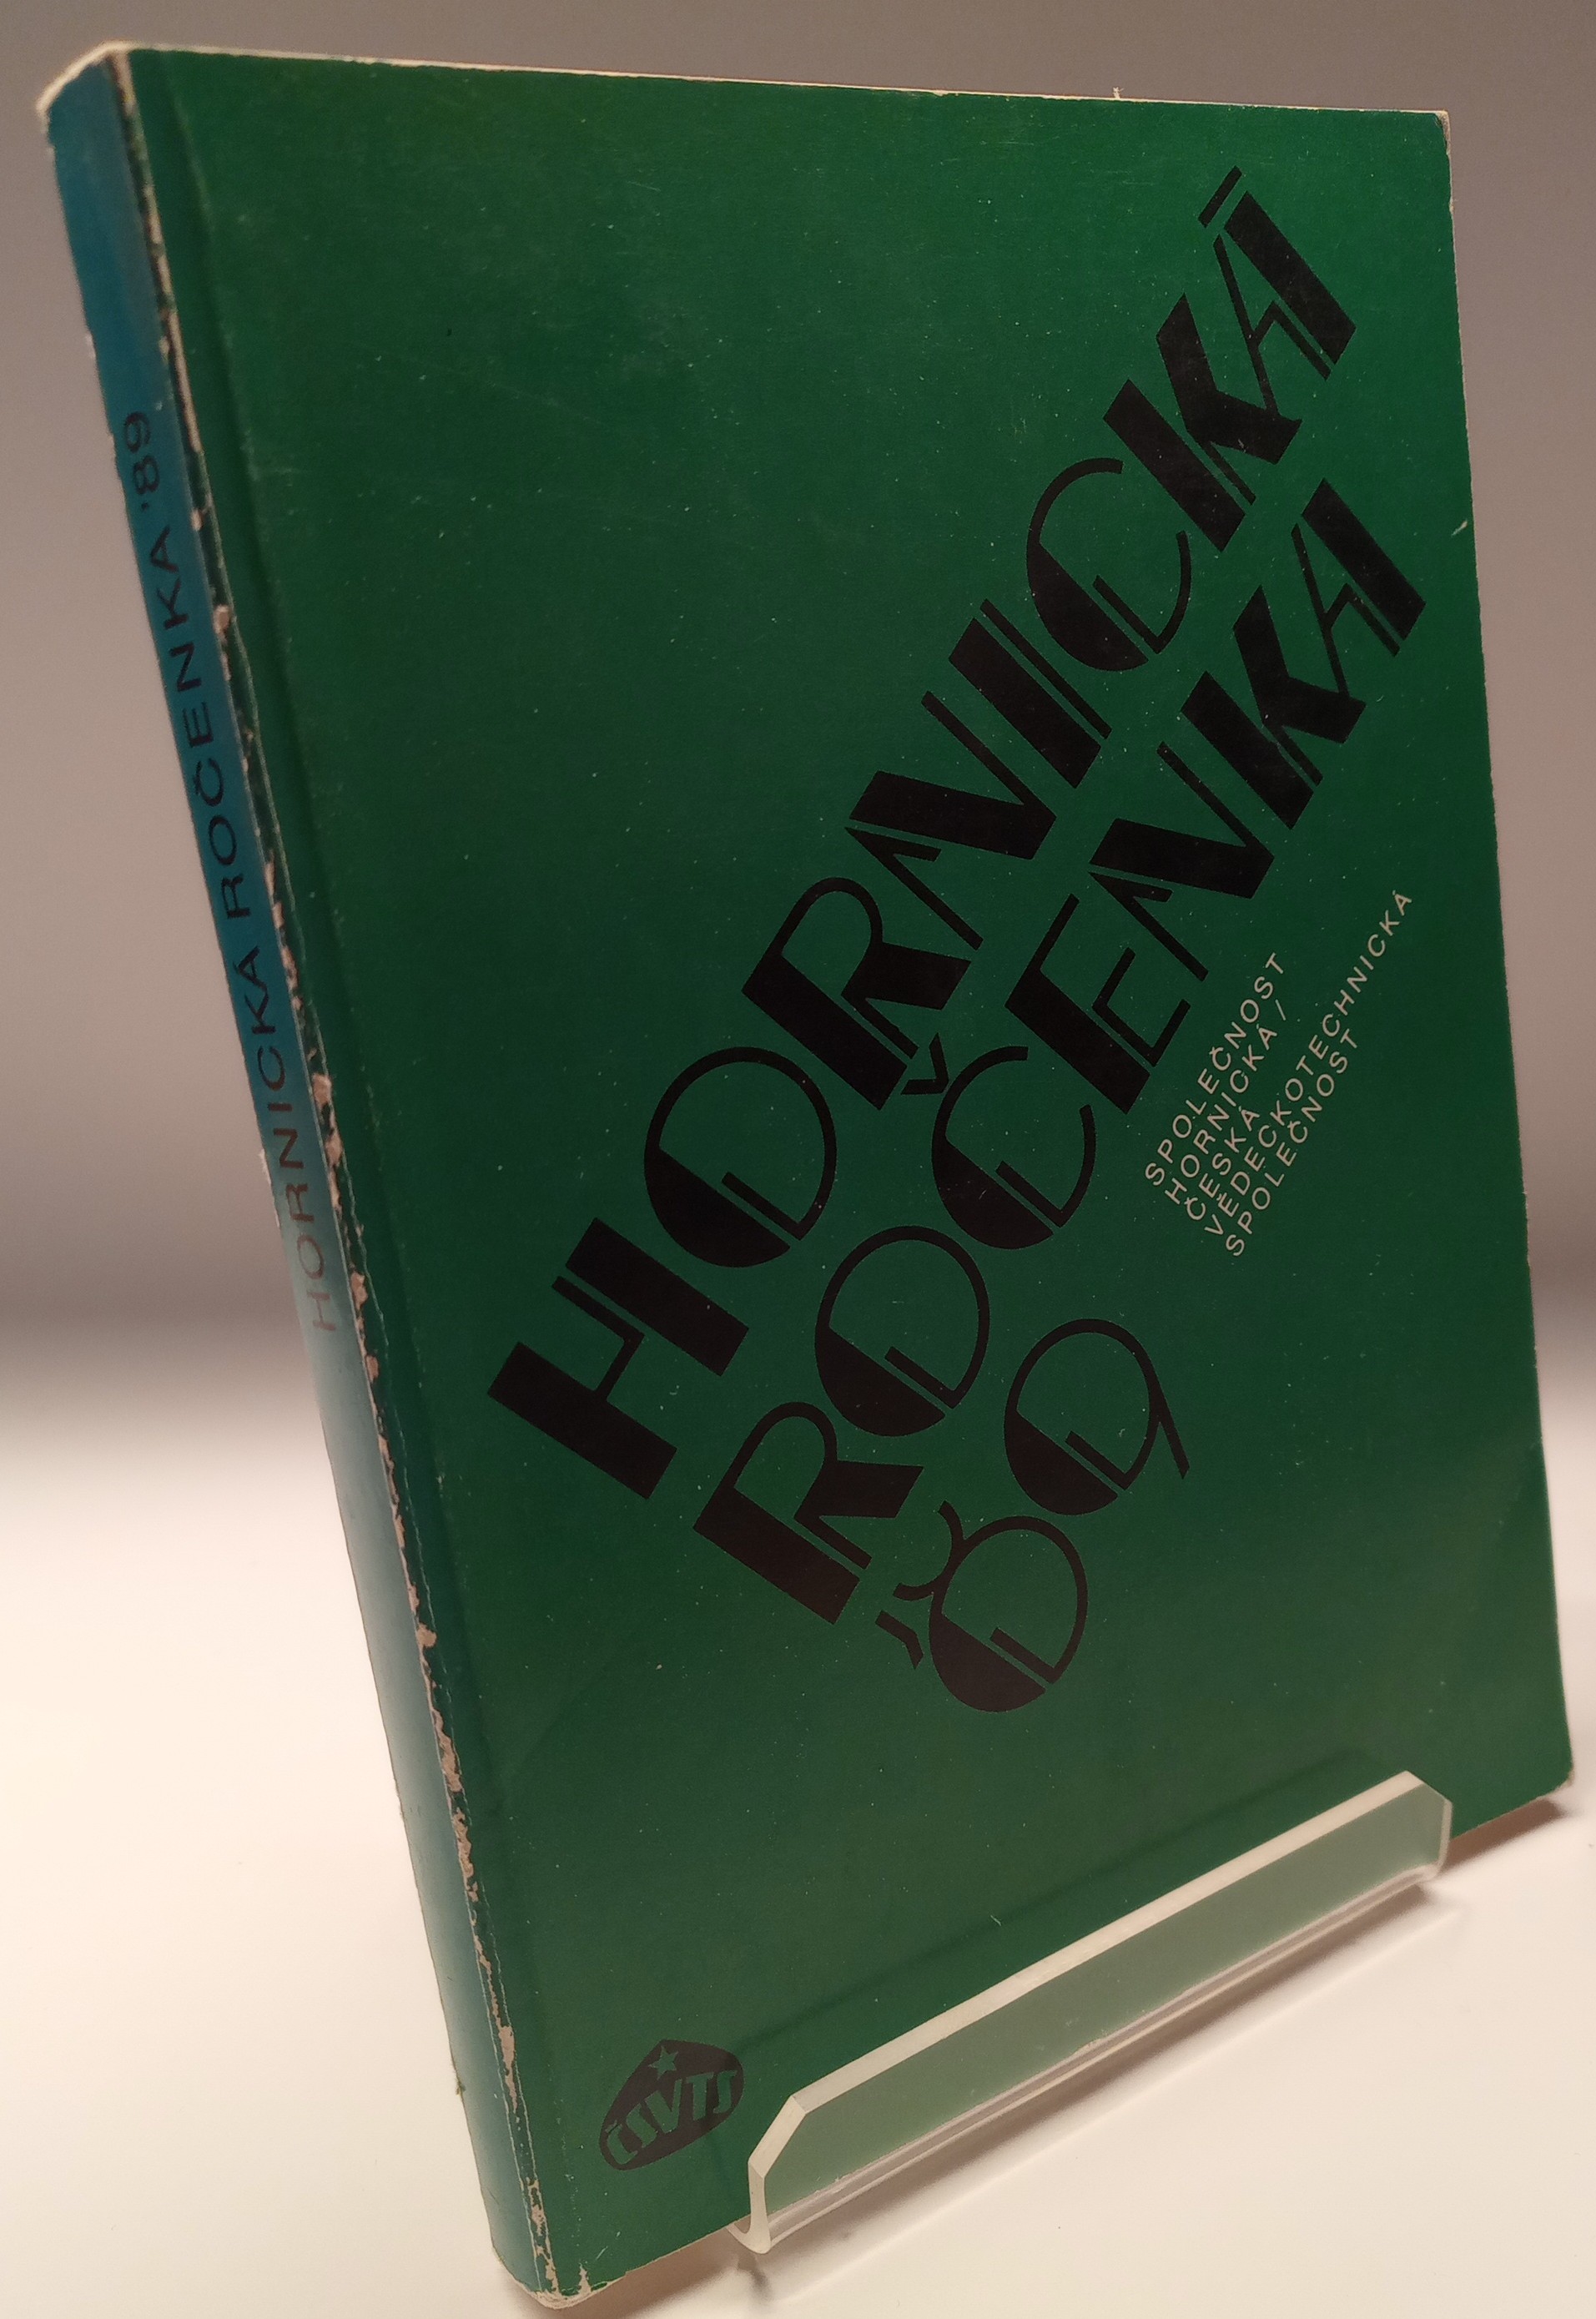 HORNICKÁ ROČENKA '89
HORNICKÁ
ROČENKA
'89
SPOLEČNOST
HORNICKÁ /
ČESKÁ
VĚDECKOTECHNICKÁ
SPOLEČNOST
ČSVTS